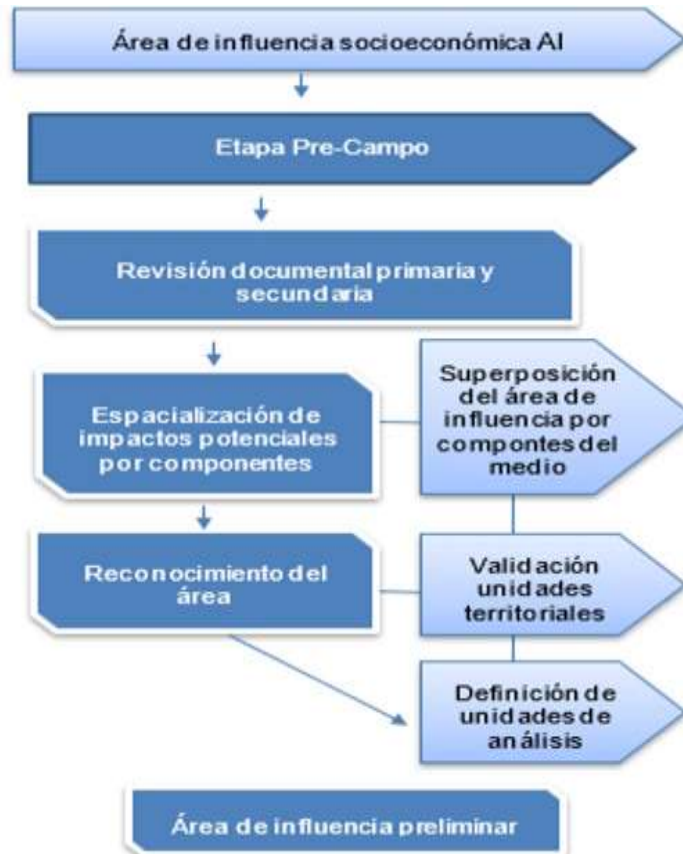 Área de influencia socioeconómica AI
Etapa Pre-Campo
Revisión documental primaria y
secundaria
Espacialización de
impactos potenciales
por componentes
Superposición
del área de
influencia por
compontes del
medio
Reconocimiento del
área
Validación
unidades
territoriales
Definición de
unidades de
análisis
Área de influencia preliminar